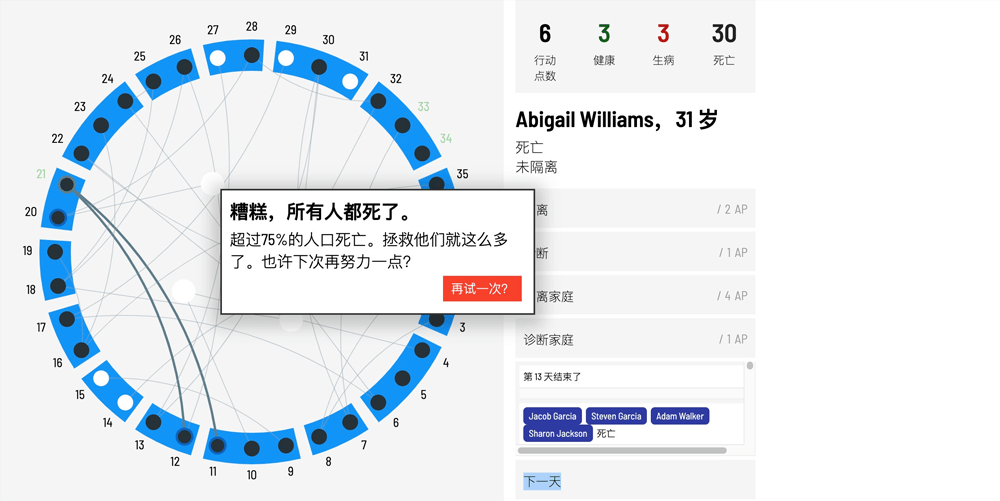 27
28
29
30
31
26
25
24
32
33
23
34
22
35
21
20
19
18
3
17
4
16
5
15
6
14
7
13
8
12
9
11
10
糟糕，所有人都死了。
超过75%的人口死亡。拯救他们就这么多
了。也许下次再努力一点?
再试一次？
6
3
3
30
行动
点数
健康
生病
死亡
Abigail Williams， 31 岁
死亡
未隔离
离
/ 2 AP
断
/ 1 AP
离家庭
/ 4 AP
诊断家庭
/ 1 AP
第 13 天结束了
Jacob Garcia Steven Garcia Adam Walker
Sharon Jackson 死亡
下一天